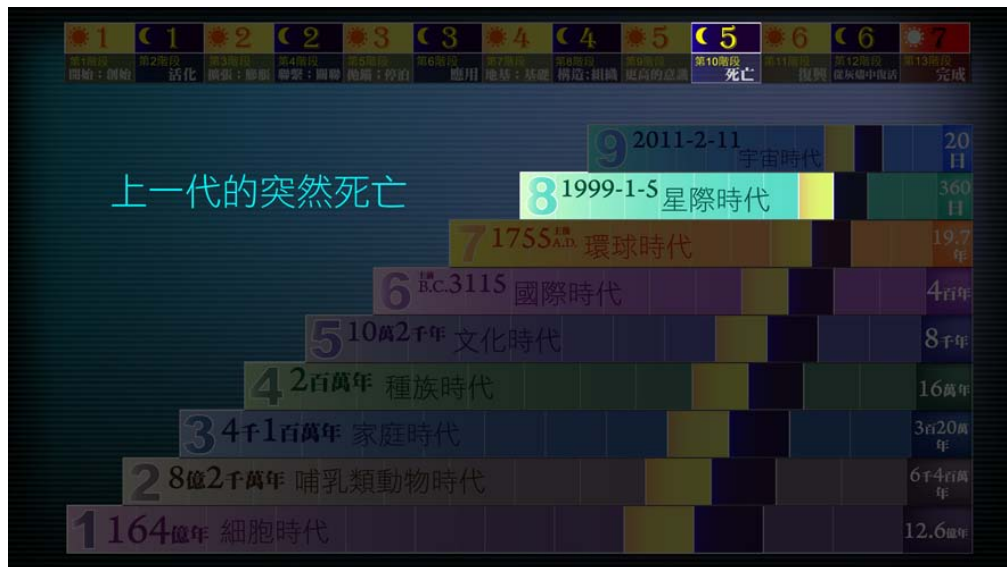 1 1 2 2 3 3 4 4 5 5 6 6 7
第1階段 第2階段 第3階段 第4階段 第5階段 第6階段 第7階段 第8階段 第9階段 第10階段 第11階段 第12階段 第13階段
開始：創始 活化 擴張：膨脹 聯繫：關聯 拋錨：停泊 應用 地基：基礎 構造:組織 更高的意識 死亡 復興 從灰燼中復活 完成
9 2011-2-11 宇宙時代 20日
上一代的突然死亡
8 1999-1-5 星際時代 360日
7 1755 A.D. 環球時代 19.7年
6 B.C.3115 國際時代 4百年
5 10萬2千年 文化時代 8千年
4 2百萬年 種族時代 16萬年
3 4千1百萬年 家庭時代 3百20萬年
2 8億2千萬年 哺乳類動物時代 6千4百萬年
1 164億年 細胞時代 12.6億年